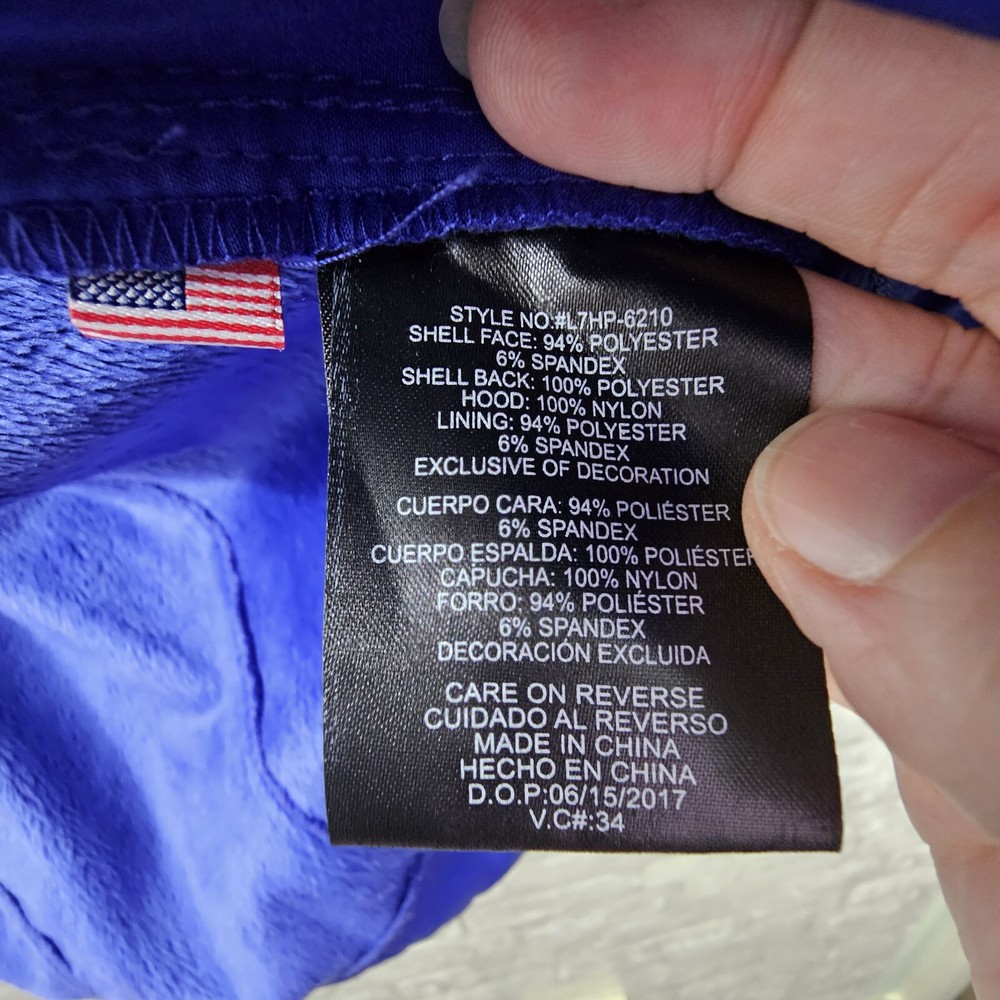 STYLE NO.:#L7HP-6210
SHELL FACE: 94% POLYESTER
6% SPANDEX
SHELL BACK: 100% POLYESTER
HOOD: 100% NYLON
LINING: 94% POLYESTER
6% SPANDEX
EXCLUSIVE OF DECORATION
CUERPO CARA: 94% POLIÉSTER
6% SPANDEX
CUERPO ESPALDA: 100% POLIÉSTER
CAPUCHA: 100% NYLON
FORRO: 94% POLIÉSTER
6% SPANDEX
DECORACIÓN EXCLUIDA
CARE ON REVERSE
CUIDADO AL REVERSO
MADE IN CHINA
HECHO EN CHINA
D.O.P:06/15/2017
V.C#:34